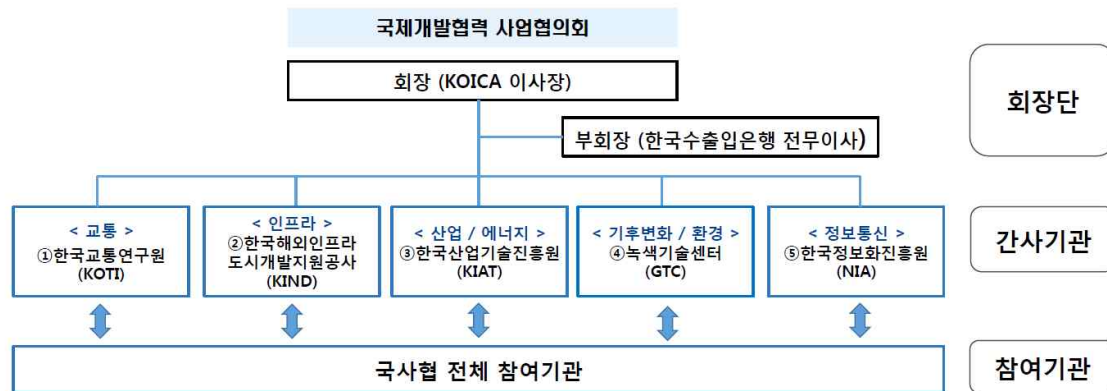 국제개발협력 사업협의회
회장 (KOICA 이사장)
회장단
부회장 (한국수출입은행 전무이사)
< 교통 >
①한국교통연구원
(KOTI)
< 인프라 >
②한국해외인프라
도시개발지원공사
(KIND)
< 산업 / 에너지 >
③한국산업기술진흥원
(KIAT)
< 기후변화 / 환경 >
④녹색기술센터
(GTC)
< 정보통신 >
⑤한국정보화진흥원
(NIA)
간사기관
국사협 전체 참여기관
참여기관